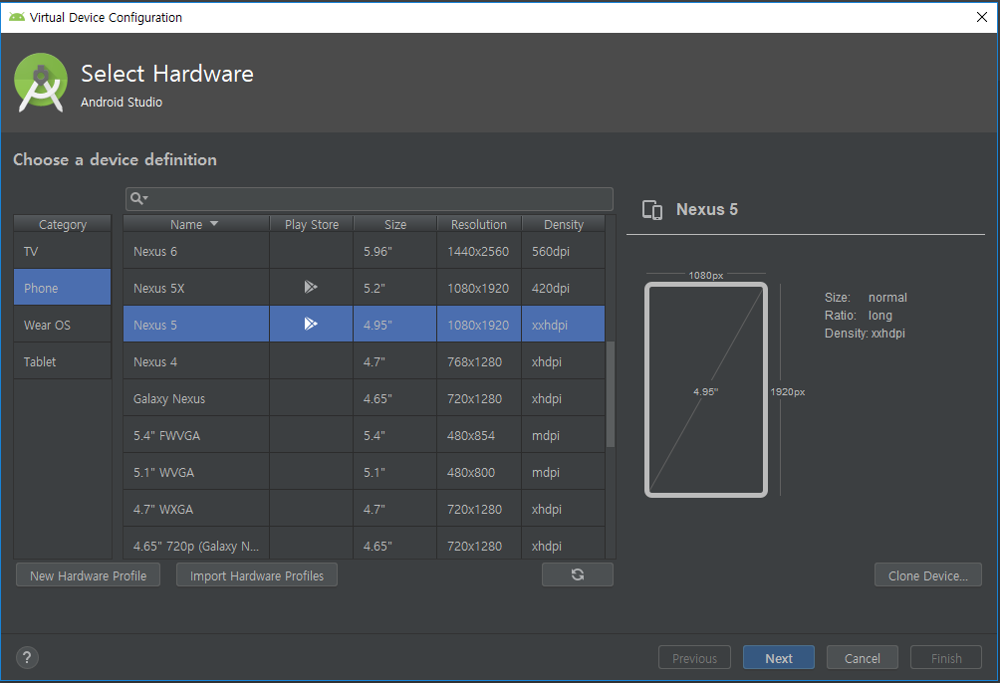 Virtual Device Configuration
Select Hardware
Android Studio
Choose a device definition
Category
TV
Phone
Wear OS
Tablet
Name Play Store Size Resolution Density
Nexus 6 5.96" 1440x2560 560dpi
Nexus 5X 5.2" 1080x1920 420dpi
Nexus 5 4.95" 1080x1920 xxhdpi
Nexus 4 4.7" 768x1280 xhdpi
Galaxy Nexus 4.65" 720x1280 xhdpi
5.4" FWVGA 5.4" 480x854 mdpi
5.1" WVGA 5.1" 480x800 mdpi
4.7" WXGA 4.7" 720x1280 xhdpi
4.65" 720p (Galaxy N... 4.65" 720x1280 xhdpi
Nexus 5
1080px
4.95"
1920px
Size: normal
Ratio: long
Density: xxhdpi
New Hardware Profile Import Hardware Profiles Clone Device...
? Previous Next Cancel Finish